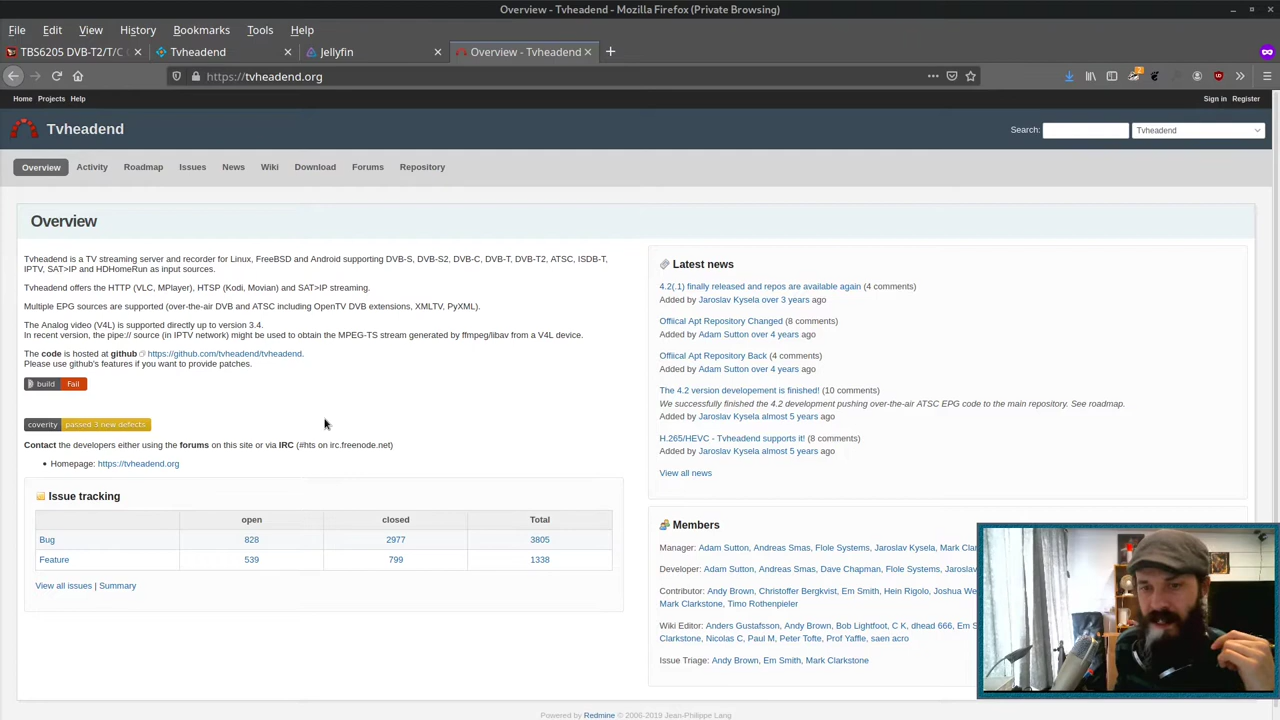 Overview - Tvheadend - Mozilla Firefox (Private Browsing)
File Edit View History Tools Help
TBS6205 DVB-T2/T/C
Tvheadend
Jellyfin
Overview - Tvheadend
https://tvheadend.org
Home Projects Help
Sign in Register
Tvheadend
Search:
Tvheadend
Overview Activity Roadmap Issues News Wiki Download Forums Repository
Overview
Tvheadend is a TV streaming server and recorder for Linux, FreeBSD and Android supporting DVB-S, DVB-S2, DVB-C, DVB-T, DVB-T2, ATSC, ISDB-T,
IPTV, SAT>IP and HDHomeRun as input sources.
Tvheadend offers the HTTP (VLC, MPlayer), HTSP (Kodi, Movian) and SAT>IP streaming.
Multiple EPG sources are supported (over-the-air DVB and ATSC including OpenTV DVB extensions, XMLTV, PyXML).
The Analog video (V4L) is supported directly up to version 3.4.
In recent version, the pipe:// source (in IPTV network) might be used to obtain the MPEG-TS stream generated by ffmpeg/libav from a V4L device.
The code is hosted at github https://github.com/tvheadend/tvheadend.
Please use github's features if you want to provide patches.
build Fail
coverity passed 3 new defects
Contact the developers either using the forums on this site or via IRC (#hts on irc.freenode.net)
• Homepage: https://tvheadend.org
Issue tracking
open closed Total
Bug 828 2977 3805
Feature 539 799 1338
View all issues | Summary
Latest news
4.2(.1) finally released and repos are available again (4 comments)
Added by Jaroslav Kysela over 3 years ago
Offiical Apt Repository Changed (8 comments)
Added by Adam Sutton over 4 years ago
Offiical Apt Repository Back (4 comments)
Added by Adam Sutton over 4 years ago
The 4.2 version developement is finished! (10 comments)
We successfully finished the 4.2 development pushing over-the-air ATSC EPG code to the main repository. See roadmap.
Added by Jaroslav Kysela almost 5 years ago
H.265/HEVC - Tvheadend supports it! (8 comments)
Added by Jaroslav Kysela almost 5 years ago
View all news
Members
Manager: Adam Sutton, Andreas Smas, Flole Systems, Jaroslav Kysela, Mark Clar
Developer: Adam Sutton, Andreas Smas, Dave Chapman, Flole Systems, Jaroslav
Contributor: Andy Brown, Christoffer Bergkvist, Em Smith, Hein Rigolo, Joshua We
Mark Clarkstone, Timo Rothenpieler
Wiki Editor: Anders Gustafsson, Andy Brown, Bob Lightfoot, C K, dhead 666, Em S
Clarkstone, Nicolas C, Paul M, Peter Tofte, Prof Yaffle, saen acro
Issue Triage: Andy Brown, Em Smith, Mark Clarkstone
Powered by Redmine © 2006-2019 Jean-Philippe Lang